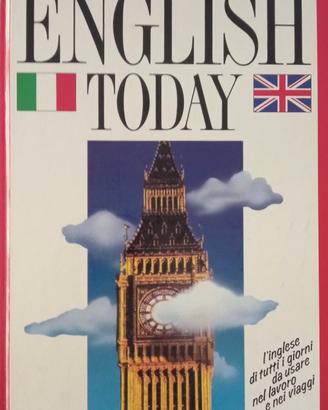 ENGLISH
TODAY
l'inglese
di tutti i giorni
da usare
nel lavoro
e nei viaggi